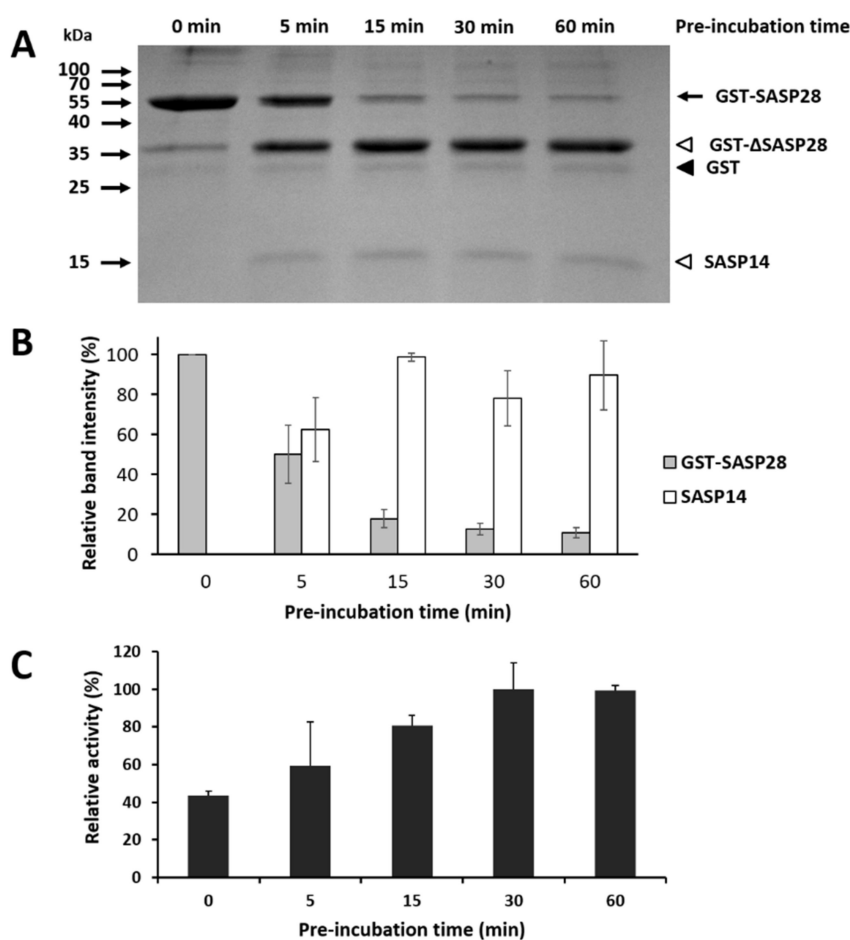 A
kDa
0 min 5 min 15 min 30 min 60 min Pre-incubation time
100
70
55
40
35
25
15
GST-SASP28
GST-ΔSASP28
GST
SASP14
B
Relative band intensity (%)
100
80
60
40
20
0
0 5 15 30 60
Pre-incubation time (min)
GST-SASP28
SASP14
C
Relative activity (%)
120
100
80
60
40
20
0
0 5 15 30 60
Pre-incubation time (min)